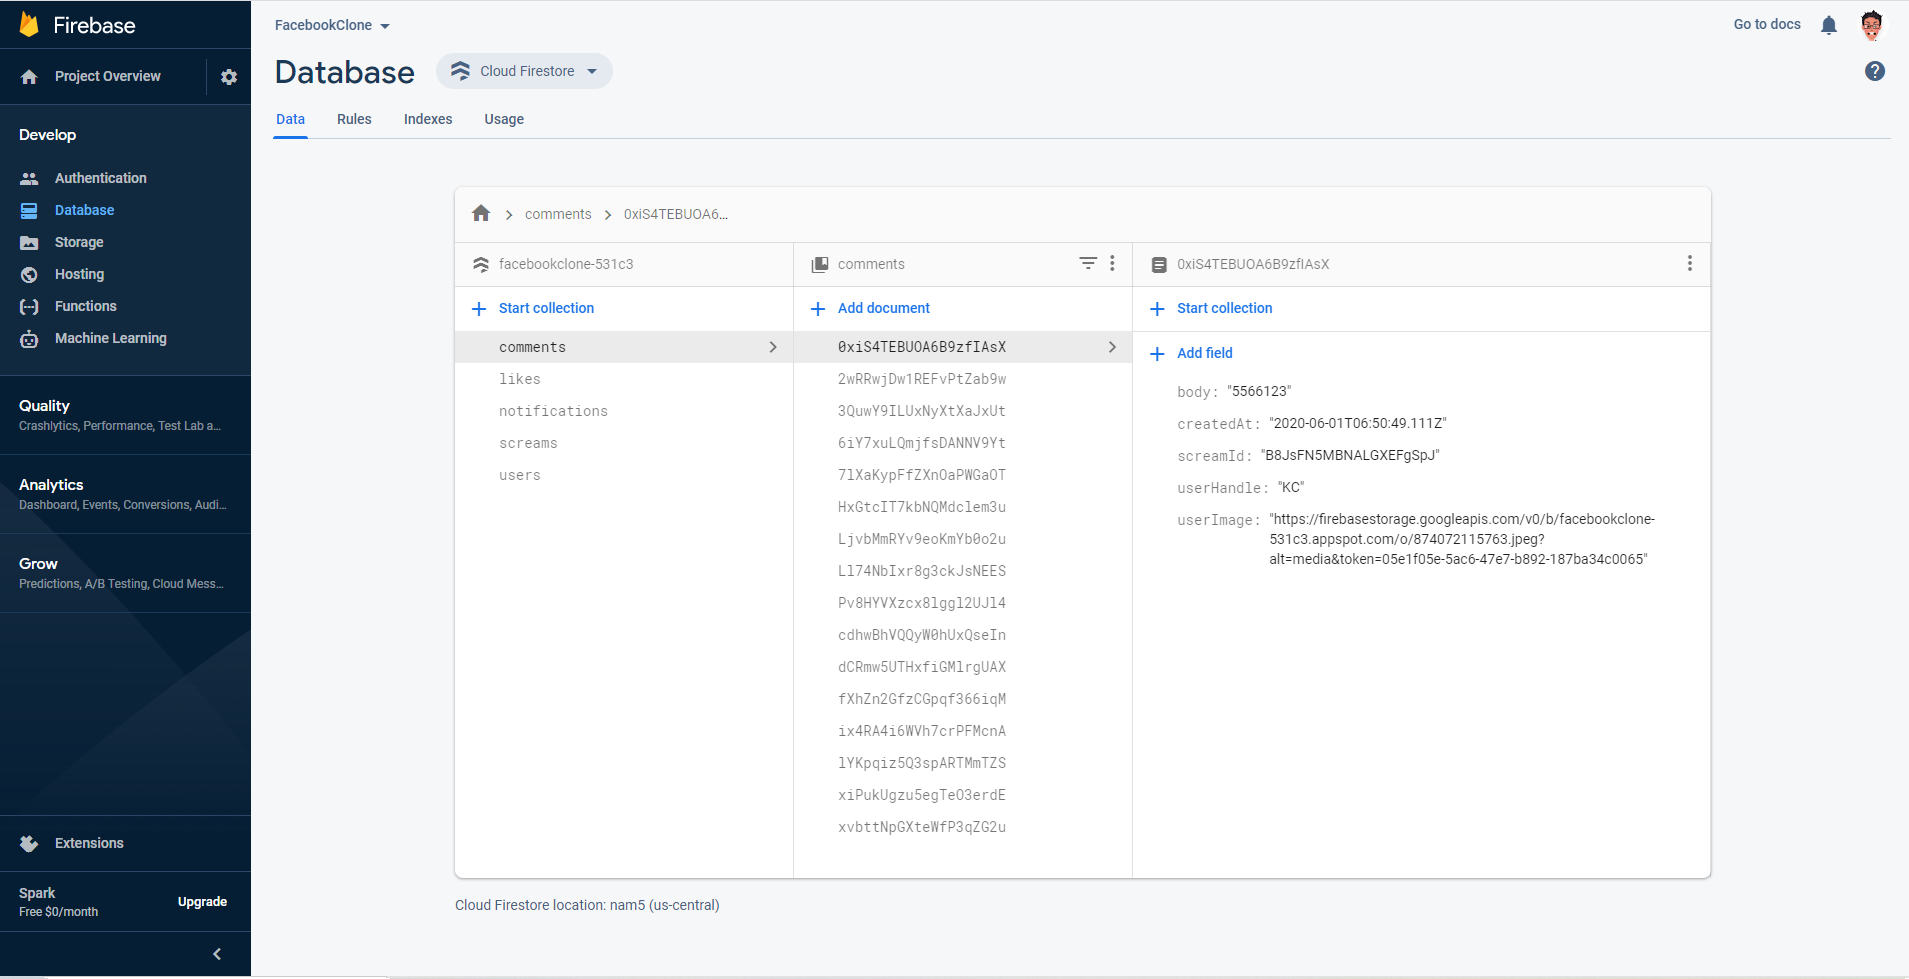 Firebase
Project Overview
Develop
Authentication
Database
Storage
Hosting
Functions
Machine Learning
Quality
Crashlytics, Performance, Test Lab a...
Analytics
Dashboard, Events, Conversions, Audi...
Grow
Predictions, A/B Testing, Cloud Mess...
Extensions
Spark
Free $0/month
Upgrade
FacebookClone
Go to docs
Database
Cloud Firestore
Data
Rules
Indexes
Usage
comments
0xiS4TEBUOA6...
facebookclone-531c3
Start collection
comments
likes
notifications
screams
users
comments
Add document
0xiS4TEBUOA6B9zfIAsX
2wRRwjDw1REFvPtZab9w
3QuwY9ILUxNyXtXaJxUt
6iY7xuLQmjfsDANNV9Yt
7lXaKypFfZXnOaPWGaOT
HxGtcIT7kbNQMdclem3u
LjvbMmRYv9eoKmYb0o2u
Ll74NbIxr8g3ckJsNEES
Pv8HYVXzcx8lggl2UJl4
cdhwBhVQQyW0hUxQseIn
dCRmw5UTHxfiGMlrgUAX
fXhZn2GfzCGpqf366iqM
ix4RA4i6WVh7crPFMcnA
lYKpqiz5Q3spARTMmTZS
xiPukUgzu5egTeO3erdE
xvbttNpGXteWfP3qZG2u
0xiS4TEBUOA6B9zfIAsX
Start collection
Add field
body: "5566123"
createdAt: "2020-06-01T06:50:49.111Z"
screamId: "B8JsFN5MBNALGXEFgSpJ"
userHandle: "KC"
userImage: "https://firebasestorage.googleapis.com/v0/b/facebookclone-
531c3.appspot.com/o/874072115763.jpeg?
alt=media&token=05e1f05e-5ac6-47e7-b892-187ba34c0065"
Cloud Firestore location: nam5 (us-central)